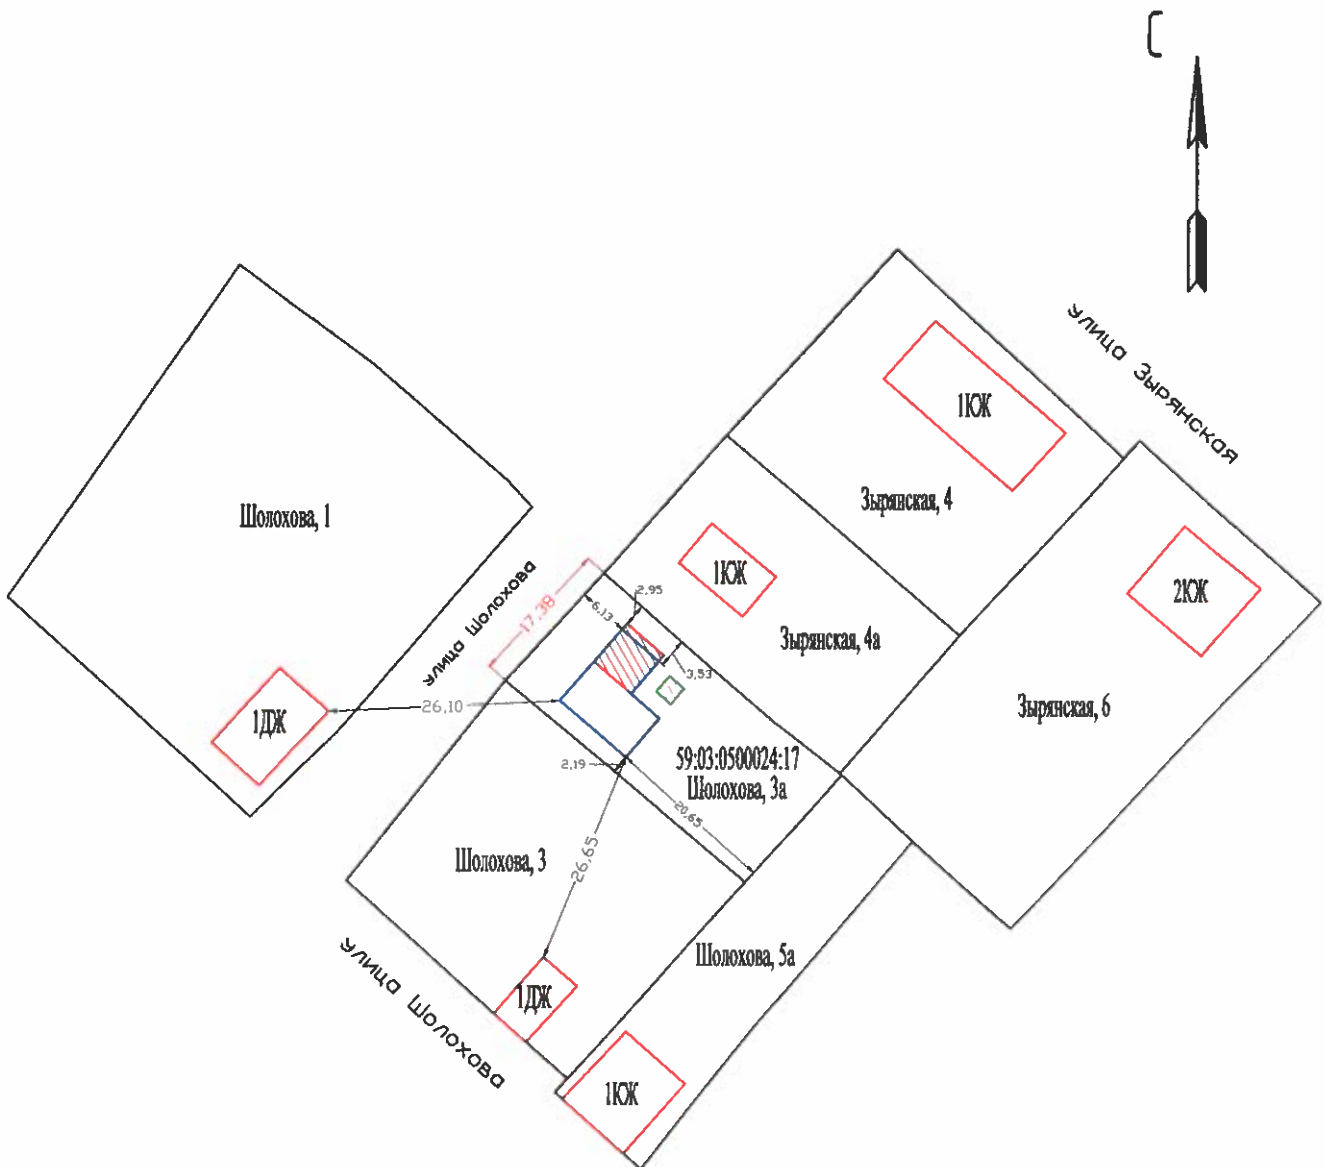 С
улица Зырянская
1КЖ
Зырянская, 4
Шолохова, 1
улица Шолохова
1КЖ
2КЖ
17,38
2,95
6,13
Зырянская, 4а
3,53
Зырянская, 6
26,10
1ДЖ
59:03:0500024:17
Шолохова, 3а
2,19
20,65
Шолохова, 3
26,65
Шолохова, 5а
улица Шолохова
1ДЖ
1КЖ